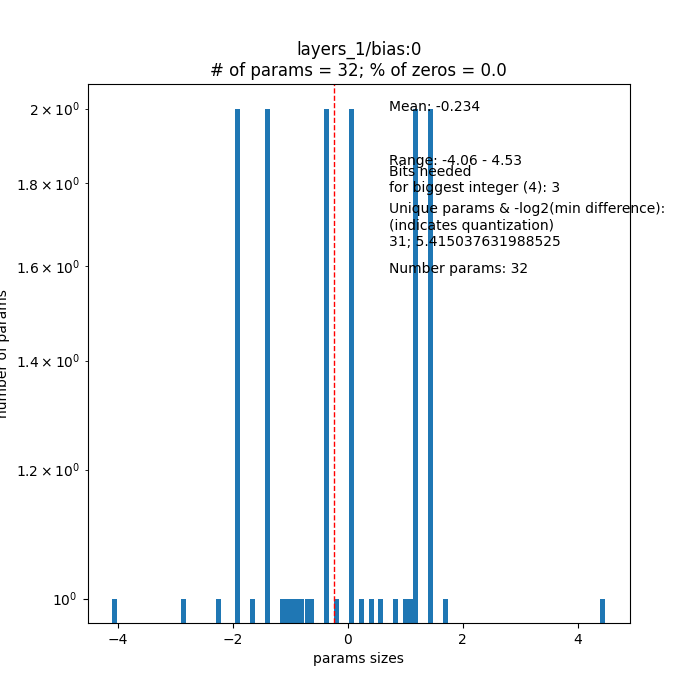 layers_1/bias:0
# of params = 32; % of zeros = 0.0
Mean: -0.234
Range: -4.06 - 4.53
Bits needed
for biggest integer (4): 3
Unique params & -log2(min difference):
(indicates quantization)
31; 5.415037631988525
Number params: 32
2 × 10⁰
1.8 × 10⁰
1.6 × 10⁰
1.4 × 10⁰
1.2 × 10⁰
10⁰
number of params
−4 −2 0 2 4
params sizes